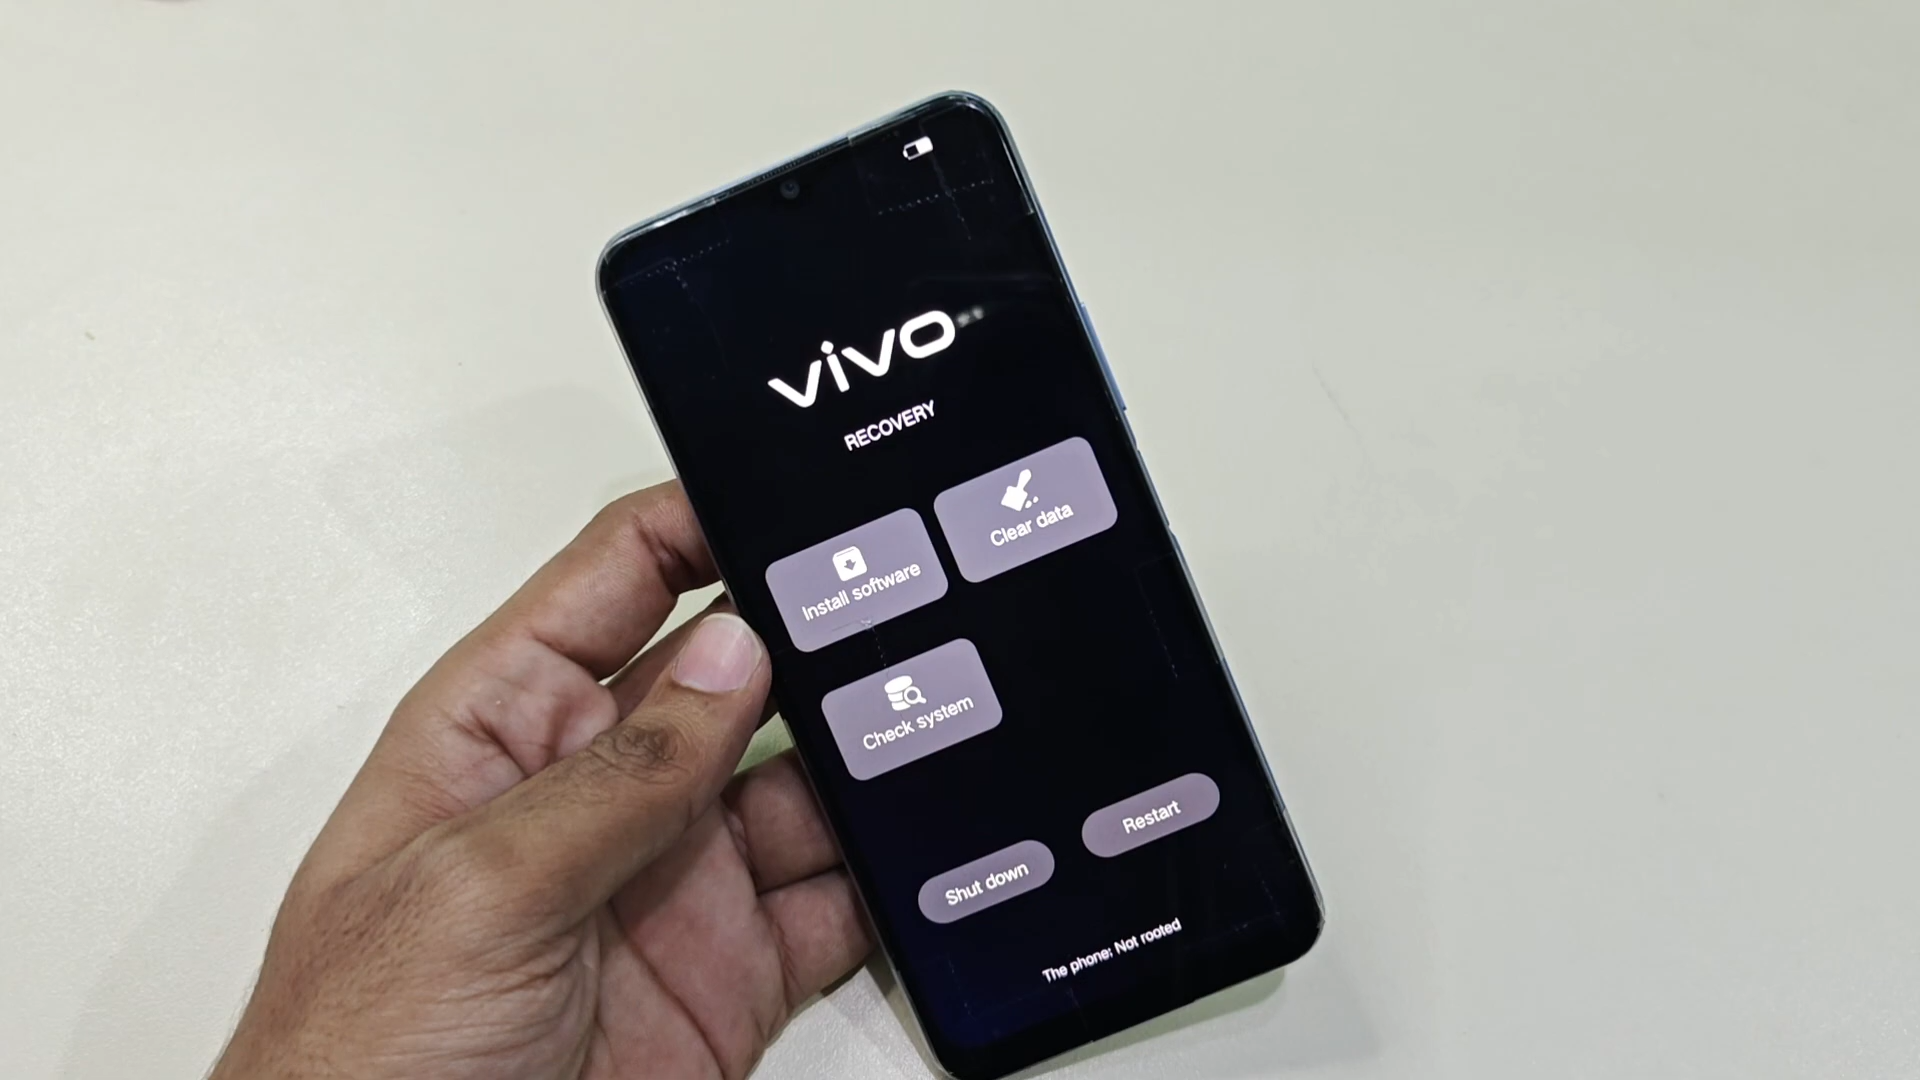 vivo
RECOVERY
Install software
Clear data
Check system
Shut down
Restart
The phone: Not rooted